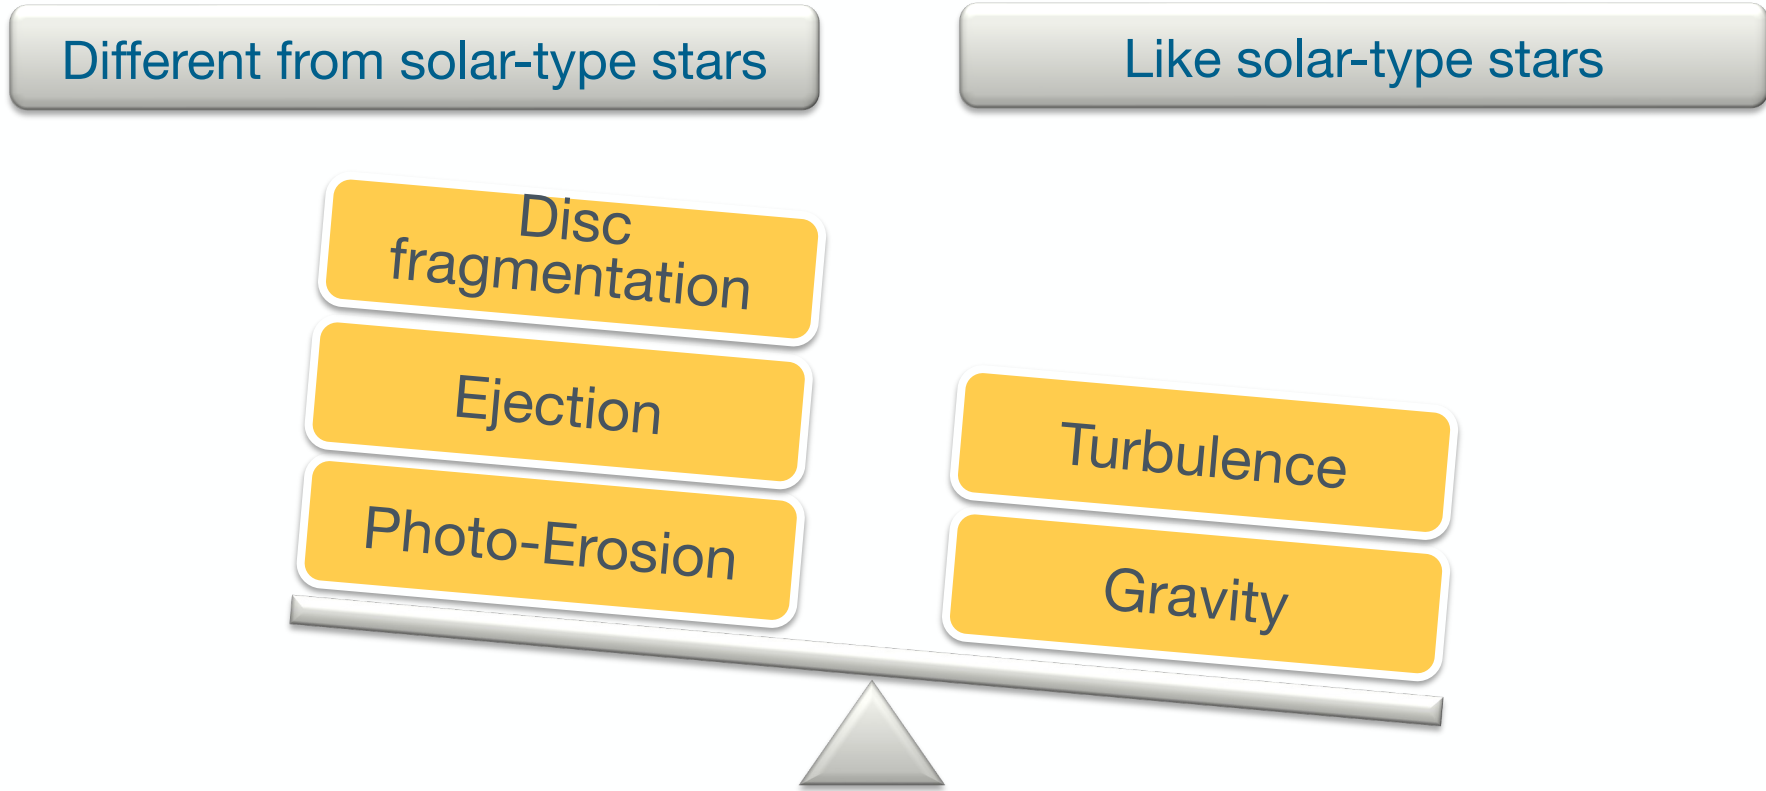 Different from solar-type stars
Like solar-type stars
Disc
fragmentation
Ejection
Photo-Erosion
Turbulence
Gravity